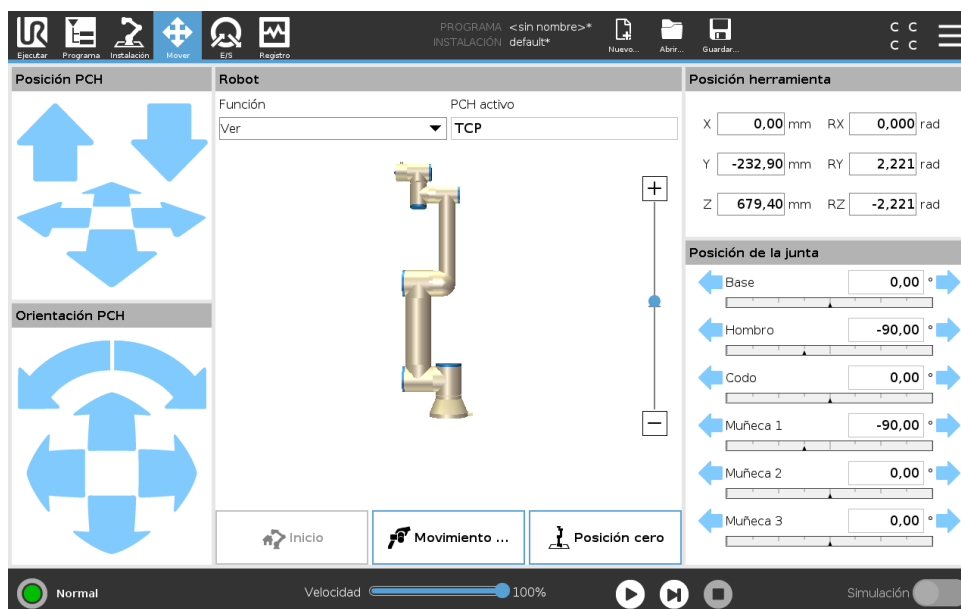 PROGRAMA <sin nombre>*
INSTALACIÓN default*
UR
Ejecutar Programa Instalación Mover E/S Registro Nuevo... Abrir... Guardar...
C C
C C
Posición PCH
Robot
Posición herramienta
Función
PCH activo
Ver
TCP
X 0,00 mm RX 0,000 rad
Y -232,90 mm RY 2,221 rad
Z 679,40 mm RZ -2,221 rad
Posición de la junta
Base 0,00 °
Hombro -90,00 °
Codo 0,00 °
Muñeca 1 -90,00 °
Muñeca 2 0,00 °
Muñeca 3 0,00 °
Orientación PCH
Inicio
Movimiento ...
Posición cero
Normal
Velocidad 100%
Simulación